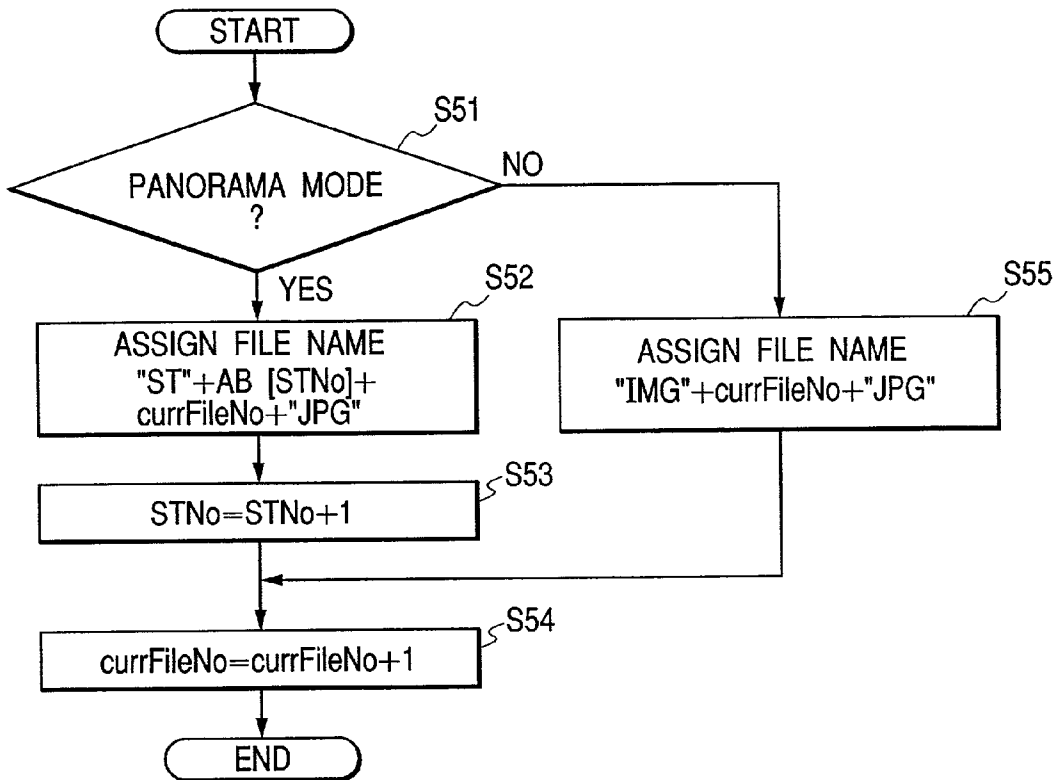 START
S51
PANORAMA MODE
?
NO
YES
S52
ASSIGN FILE NAME
"ST"+AB [STNo]+
currFileNo+"JPG"
S55
ASSIGN FILE NAME
"IMG"+currFileNo+"JPG"
S53
STNo=STNo+1
S54
currFileNo=currFileNo+1
END